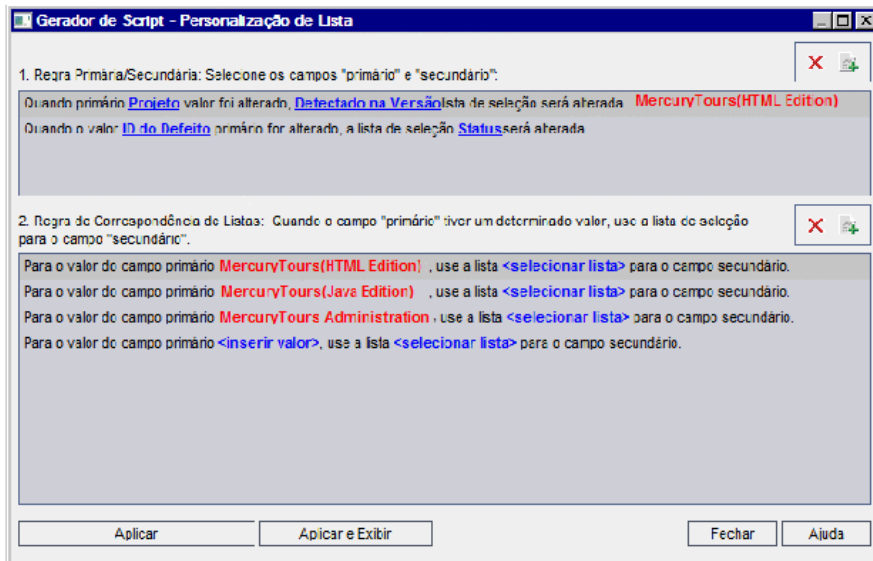 Gerador de Script - Personalização de Lista
1. Regra Primária/Secundária: Selecione os campos "primário" e "secundário":
Quando primário Projeto valor foi alterado, Detectado na Versãolsta de seleção será alterada MercuryTours(HTML Edition)
Quando o valor ID do Defeito primário for alterado, a lista de seleção Statusserá alterada
2. Regra de Correspondência de Listas: Quando o campo "primário" tiver um determinado valor, use a lista de seleção
para o campo "secundário".
Para o valor do campo primário MercuryTours(HTML Edition) , use a lista <selecionar lista> para o campo secundário.
Para o valor do campo primário MercuryTours(Java Edition) , use a lista <selecionar lista> para o campo secundário.
Para o valor do campo primário MercuryTours Administration , use a lista <selecionar lista> para o campo secundário.
Para o valor do campo primário <inserir valor>, use a lista <selecionar lista> para o campo secundário.
Aplicar Aplicar e Exibir Fechar Ajuda